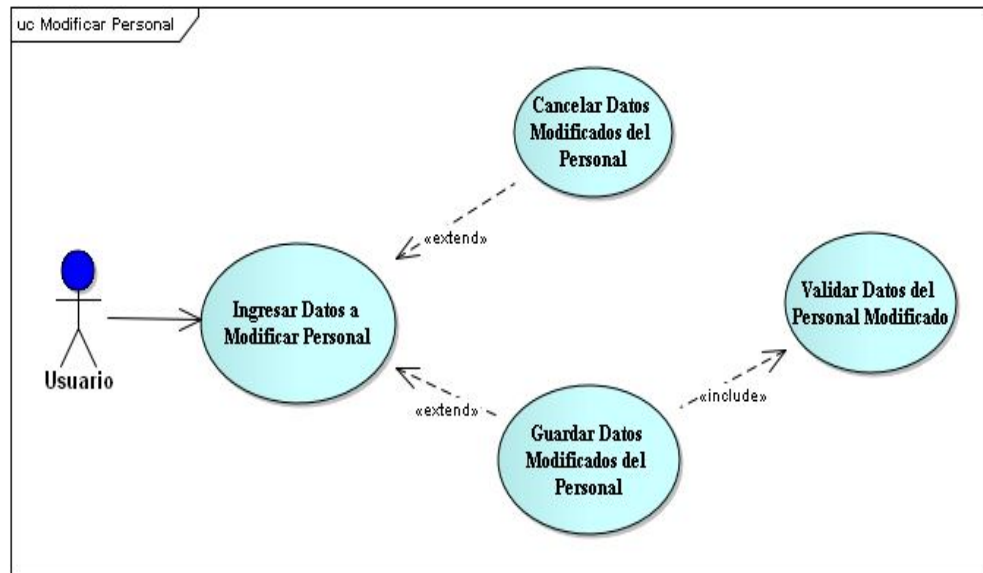 uc Modificar Personal
Cancelar Datos
Modificados del
Personal
«extend»
Ingresar Datos a
Modificar Personal
Usuario
Validar Datos del
Personal Modificado
«extend»
«include»
Guardar Datos
Modificados del
Personal